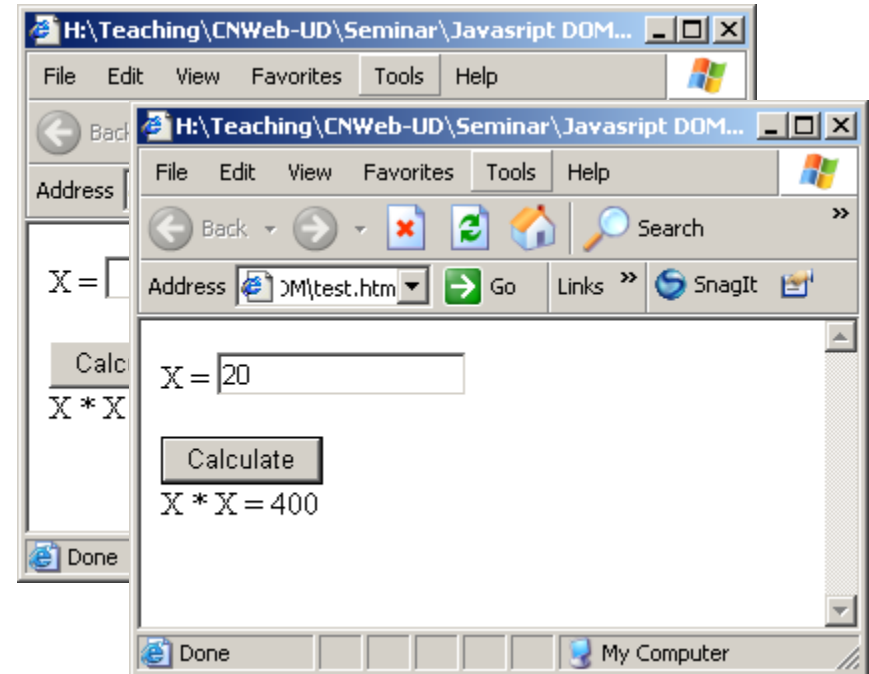 H:\Teaching\CNWeb-UD\Seminar\Javasript DOM...
File Edit View Favorites Tools Help
Back
Address
X =
Calc
X * X
Done
H:\Teaching\CNWeb-UD\Seminar\Javasript DOM...
File Edit View Favorites Tools Help
Back Search »
Address OM\test.htm Go Links » SnagIt
X = 20
Calculate
X * X = 400
Done My Computer